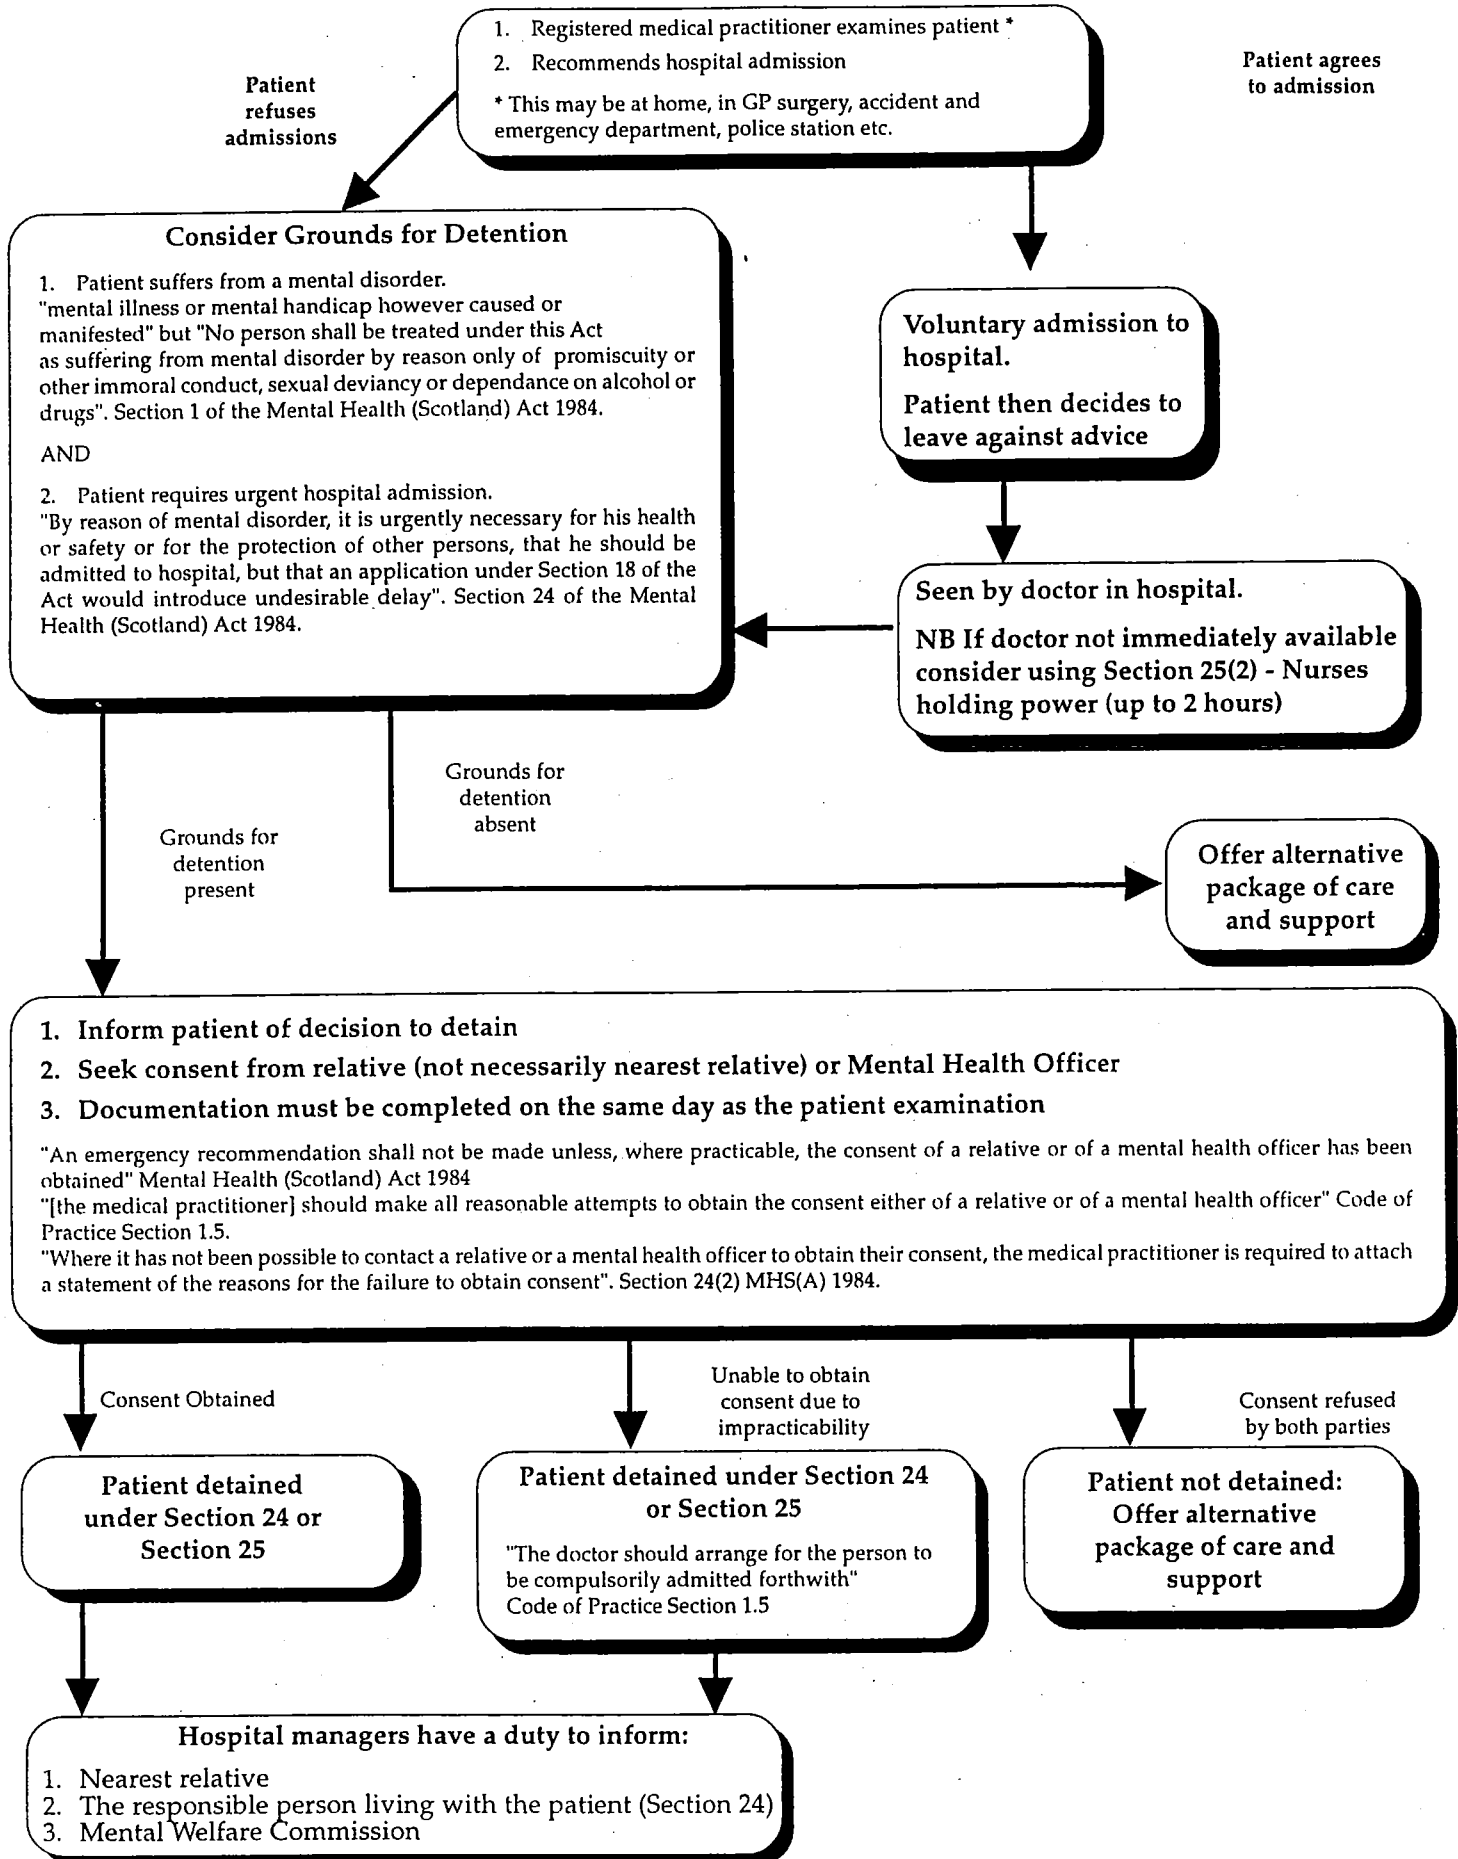 1. Registered medical practitioner examines patient *
2. Recommends hospital admission
* This may be at home, in GP surgery, accident and
emergency department, police station etc.
Patient
refuses
admissions
Patient agrees
to admission
Consider Grounds for Detention
1. Patient suffers from a mental disorder.
"mental illness or mental handicap however caused or
manifested" but "No person shall be treated under this Act
as suffering from mental disorder by reason only of promiscuity or
other immoral conduct, sexual deviancy or dependance on alcohol or
drugs". Section 1 of the Mental Health (Scotland) Act 1984.
AND
2. Patient requires urgent hospital admission.
"By reason of mental disorder, it is urgently necessary for his health
or safety or for the protection of other persons, that he should be
admitted to hospital, but that an application under Section 18 of the
Act would introduce undesirable delay". Section 24 of the Mental
Health (Scotland) Act 1984.
Voluntary admission to
hospital.
Patient then decides to
leave against advice
Seen by doctor in hospital.
NB If doctor not immediately available
consider using Section 25(2) - Nurses
holding power (up to 2 hours)
Grounds for
detention
absent
Grounds for
detention
present
Offer alternative
package of care
and support
1. Inform patient of decision to detain
2. Seek consent from relative (not necessarily nearest relative) or Mental Health Officer
3. Documentation must be completed on the same day as the patient examination
"An emergency recommendation shall not be made unless, where practicable, the consent of a relative or of a mental health officer has been
obtained" Mental Health (Scotland) Act 1984
"[the medical practitioner] should make all reasonable attempts to obtain the consent either of a relative or of a mental health officer" Code of
Practice Section 1.5.
"Where it has not been possible to contact a relative or a mental health officer to obtain their consent, the medical practitioner is required to attach
a statement of the reasons for the failure to obtain consent". Section 24(2) MHS(A) 1984.
Consent Obtained
Unable to obtain
consent due to
impracticability
Consent refused
by both parties
Patient detained
under Section 24 or
Section 25
Patient detained under Section 24
or Section 25
"The doctor should arrange for the person to
be compulsorily admitted forthwith"
Code of Practice Section 1.5
Patient not detained:
Offer alternative
package of care and
support
Hospital managers have a duty to inform:
1. Nearest relative
2. The responsible person living with the patient (Section 24)
3. Mental Welfare Commission